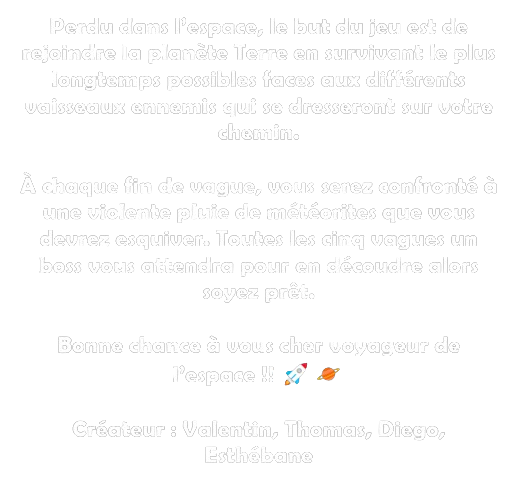 Perdu dans l'espace, le but du jeu est de
rejoindre la planète Terre en survivant le plus
longtemps possibles faces aux différents
vaisseaux ennemis qui se dresseront sur votre
chemin.
À chaque fin de vague, vous serez confronté à
une violente pluie de météorites que vous
devrez esquiver. Toutes les cinq vagues un
boss vous attendra pour en découdre alors
soyez prêt.
Bonne chance à vous cher voyageur de
l'espace !! 🚀 🪐
Créateur : Valentin, Thomas, Diego,
Esthébane